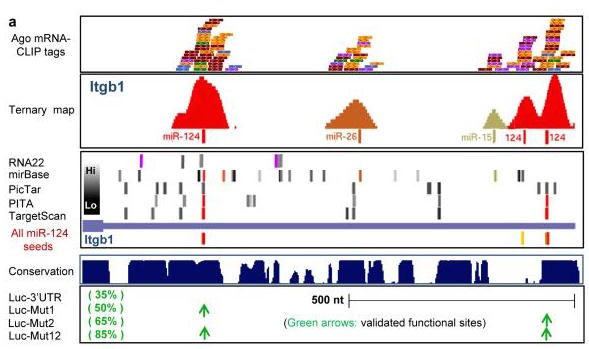 a
Ago mRNA-
CLIP tags
Itgb1
Ternary map
miR-124
miR-26
miR-15
124
124
RNA22
mirBase
PicTar
PITA
TargetScan
Hi
Lo
All miR-124
seeds
Itgb1
Conservation
Luc-3'UTR (35%)
Luc-Mut1 (50%)
Luc-Mut2 (65%)
Luc-Mut12 (85%)
500 nt
(Green arrows: validated functional sites)